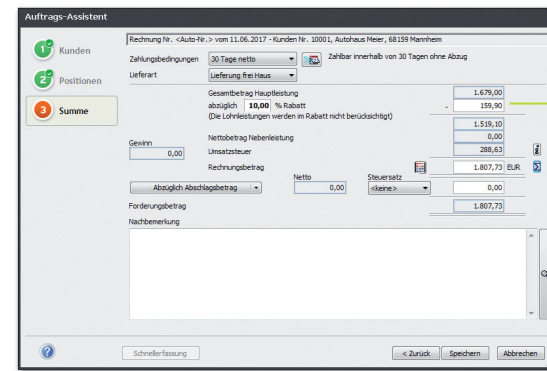 Auftrags-Assistent
Rechnung Nr. <Auto-Nr.> vom 11.06.2017 - Kunden Nr. 10001, Autohaus Meier, 68159 Mannheim
1 Kunden
2 Positionen
3 Summe
Zahlungsbedingungen 30 Tage netto Zahlbar innerhalb von 30 Tagen ohne Abzug
Lieferart Lieferung frei Haus
Gesamtbetrag Hauptleistung 1.679,00
abzüglich 10,00 % Rabatt - 159,90
(Die Lohnleistungen werden im Rabatt nicht berücksichtigt)
1.519,10
Gewinn Nettobetrag Nebenleistung 0,00
0,00 Umsatzsteuer 288,63
Rechnungsbetrag 1.807,73 EUR
Netto Steuersatz
Abzüglich Abschlagsbetrag 0,00 <keine> 0,00
Forderungsbetrag 1.807,73
Nachbemerkung
Schnellerfassung < Zurück Speichern Abbrechen